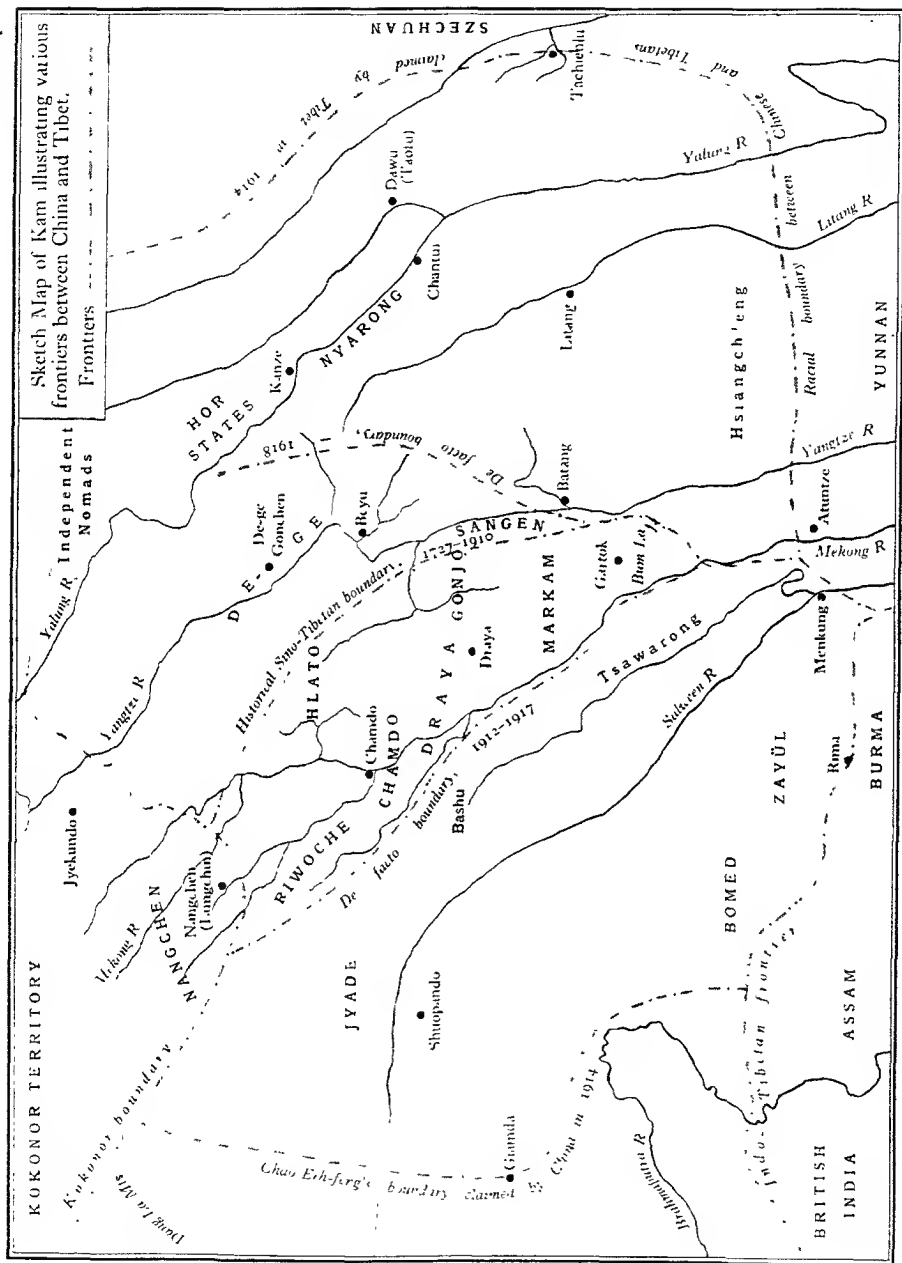 Sketch Map of Kam illustrating various
frontiers between China and Tibet.
Frontiers
KOKONOR TERRITORY
Kokonor boundary
Dang La Mts
Jyekundo
Yangtze R
Yalung R
Independent
Nomads
HOR
STATES
Kanze
NYARONG
Chantui
Dawu
(Taofu)
1914
in
Tibet
claimed by
SZECHUAN
Tachienlu
and Tibetans
Chinese
between
boundary
Racial
Mekong R
NANGCHEN
Nangchen
(Lungchin)
De-ge
Gonchen
DE-GE
Beyu
Historical Sino-Tibetan boundary,
1727-1910
1918
De facto boundary,
HLATO
Chamdo
CHAMDO
RIWOCHE
DRAYA
Draya
GONJO
SANGEN
Batang
Litang
MARKAM
Gartok
Bum La
Hsiangch'eng
Yalung R
Litang R
YUNNAN
Yangtze R
Atuntze
Mekong R
Menkung
Tsawarong
Salween R
De facto boundary,
1912-1917
Bashu
JYADE
Shuopando
Giamda
Chao Erh-feng's boundary claimed
by China in 1914
Brahmaputra R
BOMED
ZAYÜL
Rima
BURMA
Indo-Tibetan frontier
ASSAM
BRITISH
INDIA